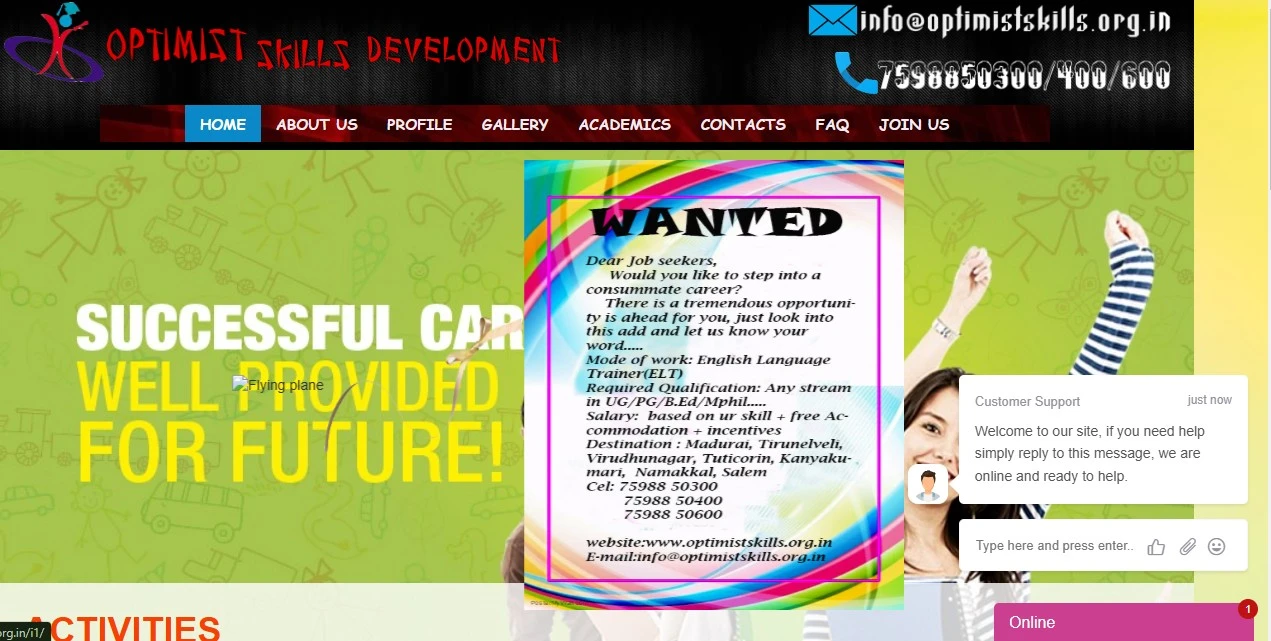 OPTIMIST SKILLS DEVELOPMENT
info@optimistskills.org.in
7598850300/400/600
HOME ABOUT US PROFILE GALLERY ACADEMICS CONTACTS FAQ JOIN US
SUCCESSFUL CAR
WELL PROVIDED
FOR FUTURE!
Flying plane
WANTED
Dear Job seekers,
Would you like to step into a
consummate career?
There is a tremendous opportuni-
ty is ahead for you, just look into
this add and let us know your
word.....
Mode of work: English Language
Trainer(ELT)
Required Qualification: Any stream
in UG/PG/B.Ed/Mphil.....
Salary: based on ur skill + free Ac-
commodation + incentives
Destination : Madurai, Tirunelveli,
Virudhunagar, Tuticorin, Kanyaku-
mari, Namakkal, Salem
Cel: 75988 50300
75988 50400
75988 50600
website:www.optimistskills.org.in
E-mail:info@optimistskills.org.in
Customer Support just now
Welcome to our site, if you need help
simply reply to this message, we are
online and ready to help.
Type here and press enter..
Online 1
ACTIVITIES
org.in/i1/